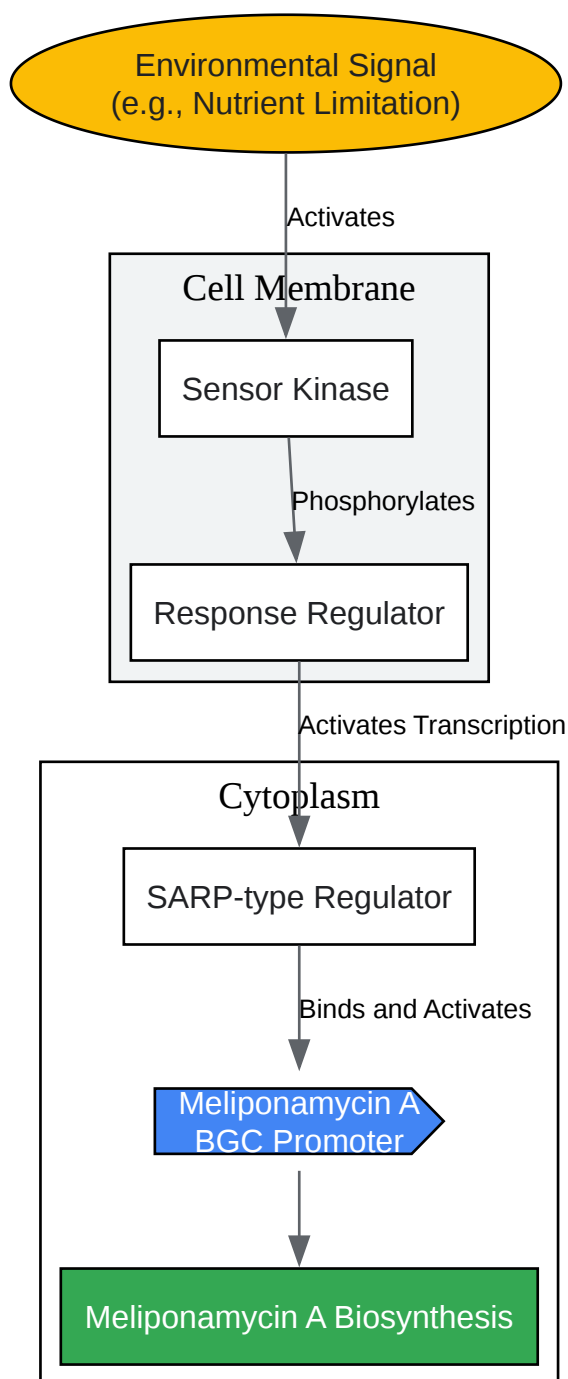 Environmental Signal
(e.g., Nutrient Limitation)
Activates
Cell Membrane
Sensor Kinase
Phosphorylates
Response Regulator
Activates Transcription
Cytoplasm
SARP-type Regulator
Binds and Activates
Meliponamycin A
BGC Promoter
Meliponamycin A Biosynthesis